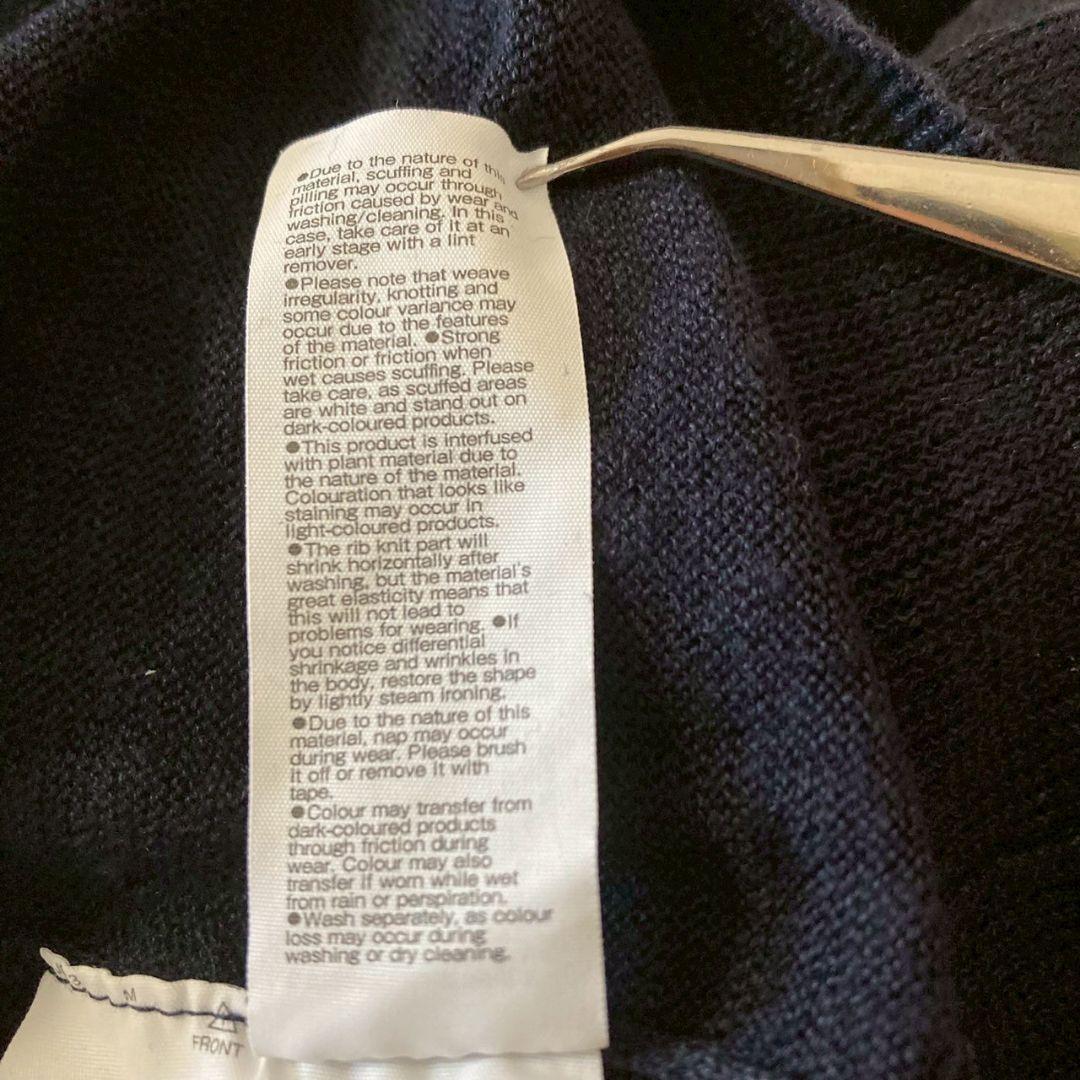 ●Due to the nature of this
material, scuffing and
pilling may occur through
friction caused by wear and
washing/cleaning. In this
case, take care of it at an
early stage with a lint
remover.
●Please note that weave
irregularity, knotting and
some colour variance may
occur due to the features
of the material. ●Strong
friction or friction when
wet causes scuffing. Please
take care, as scuffed areas
are white and stand out on
dark-coloured products.
●This product is interfused
with plant material due to
the nature of the material.
Colouration that looks like
staining may occur in
light-coloured products.
●The rib knit part will
shrink horizontally after
washing, but the material's
great elasticity means that
this will not lead to
problems for wearing. ●If
you notice differential
shrinkage and wrinkles in
the body, restore the shape
by lightly steam ironing.
●Due to the nature of this
material, nap may occur
during wear. Please brush
it off or remove it with
tape.
●Colour may transfer from
dark-coloured products
through friction during
wear. Colour may also
transfer if worn while wet
from rain or perspiration.
●Wash separately, as colour
loss may occur during
washing or dry cleaning.
M
FRONT